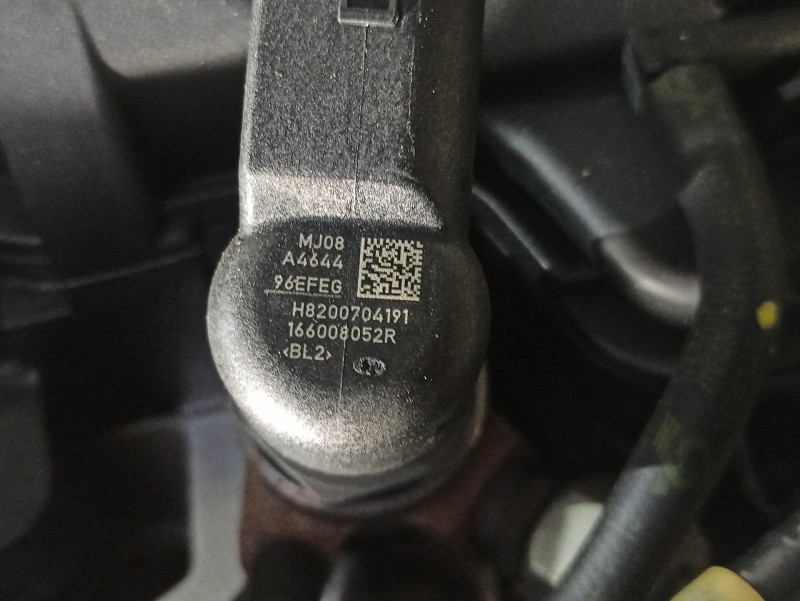 MJ08
A4644
96EFEG
H8200704191
166008052R
<BL2>